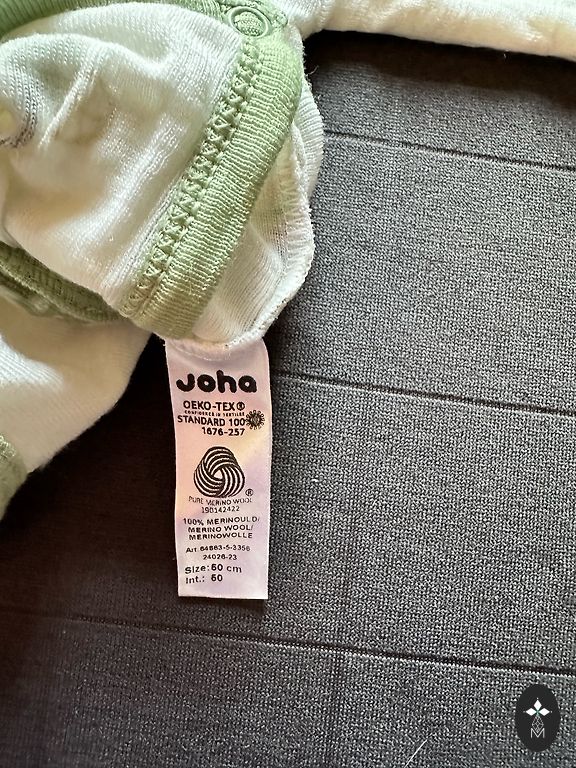 Joha
OEKO-TEX®
CONFIDENCE IN TEXTILES
STANDARD 100
1676-257
®
PURE MERINO WOOL
190142422
100% MERINOULD/
MERINO WOOL/
MERINOWOLLE
Art. 64863-5-3356
24026-23
Size: 60 cm
Int.: 60
M